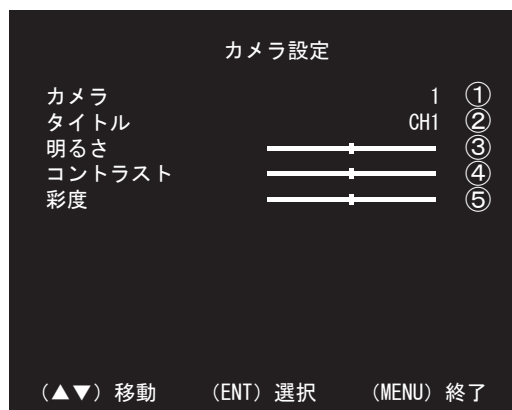 カメラ設定
カメラ 1 ①
タイトル CH1 ②
明るさ ③
コントラスト ④
彩度 ⑤
(▲▼) 移動 (ENT) 選択 (MENU) 終了